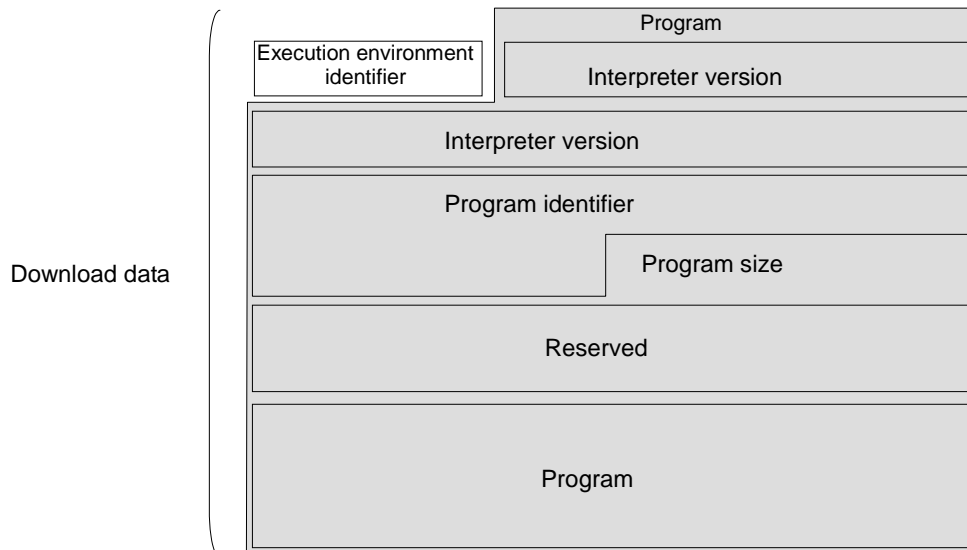 Program
Execution environment
identifier
Interpreter version
Interpreter version
Program identifier
Program size
Download data
Reserved
Program